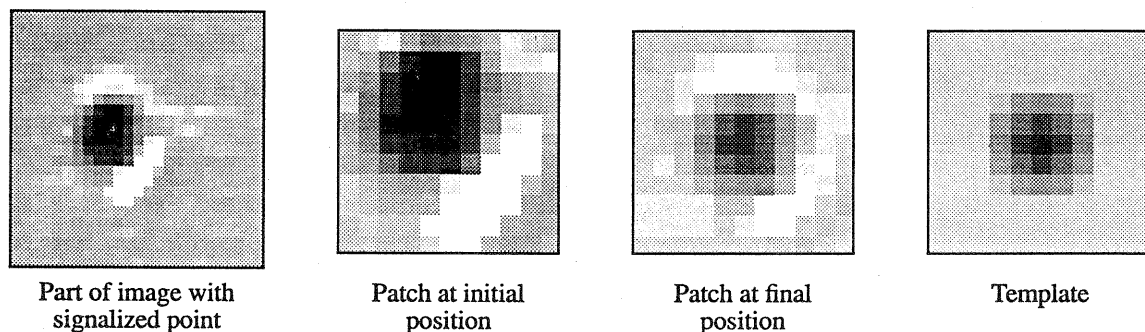 Part of image with
signalized point
Patch at initial
position
Patch at final
position
Template